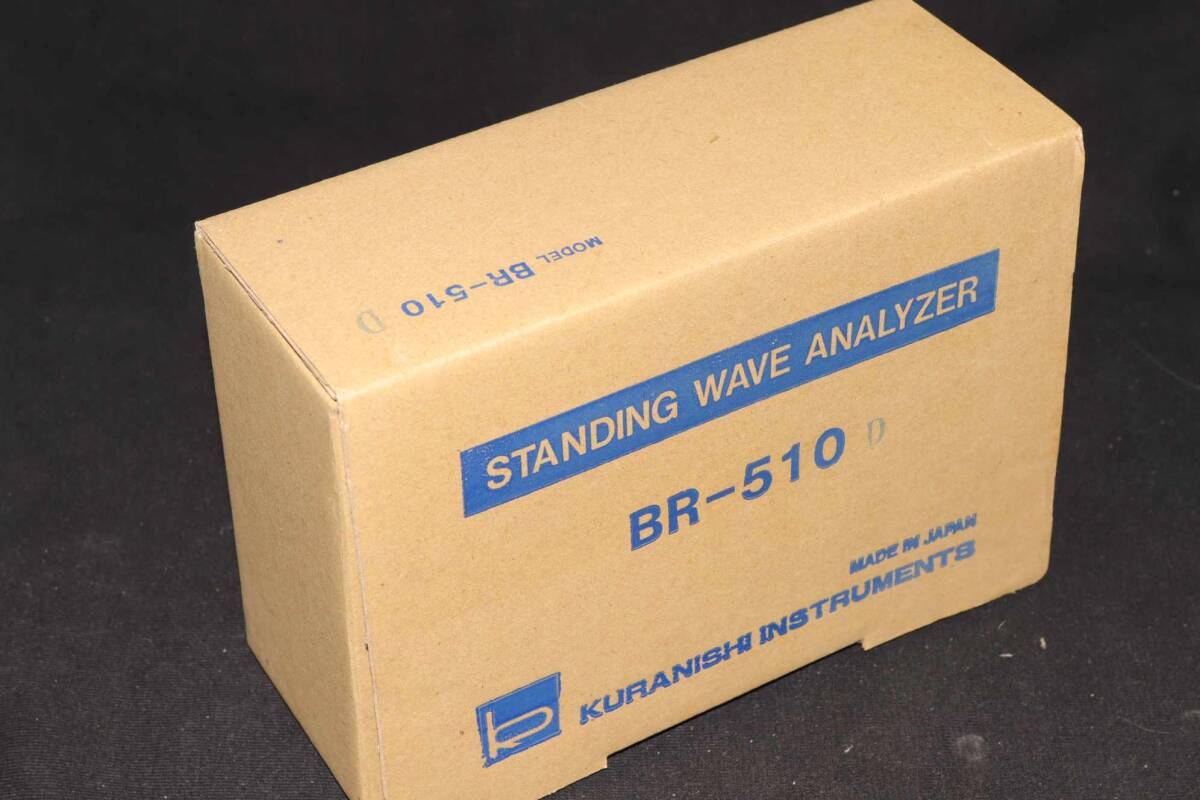 MODEL BR-510 D
STANDING WAVE ANALYZER
BR-510 D
MADE IN JAPAN
KURANISHI INSTRUMENTS